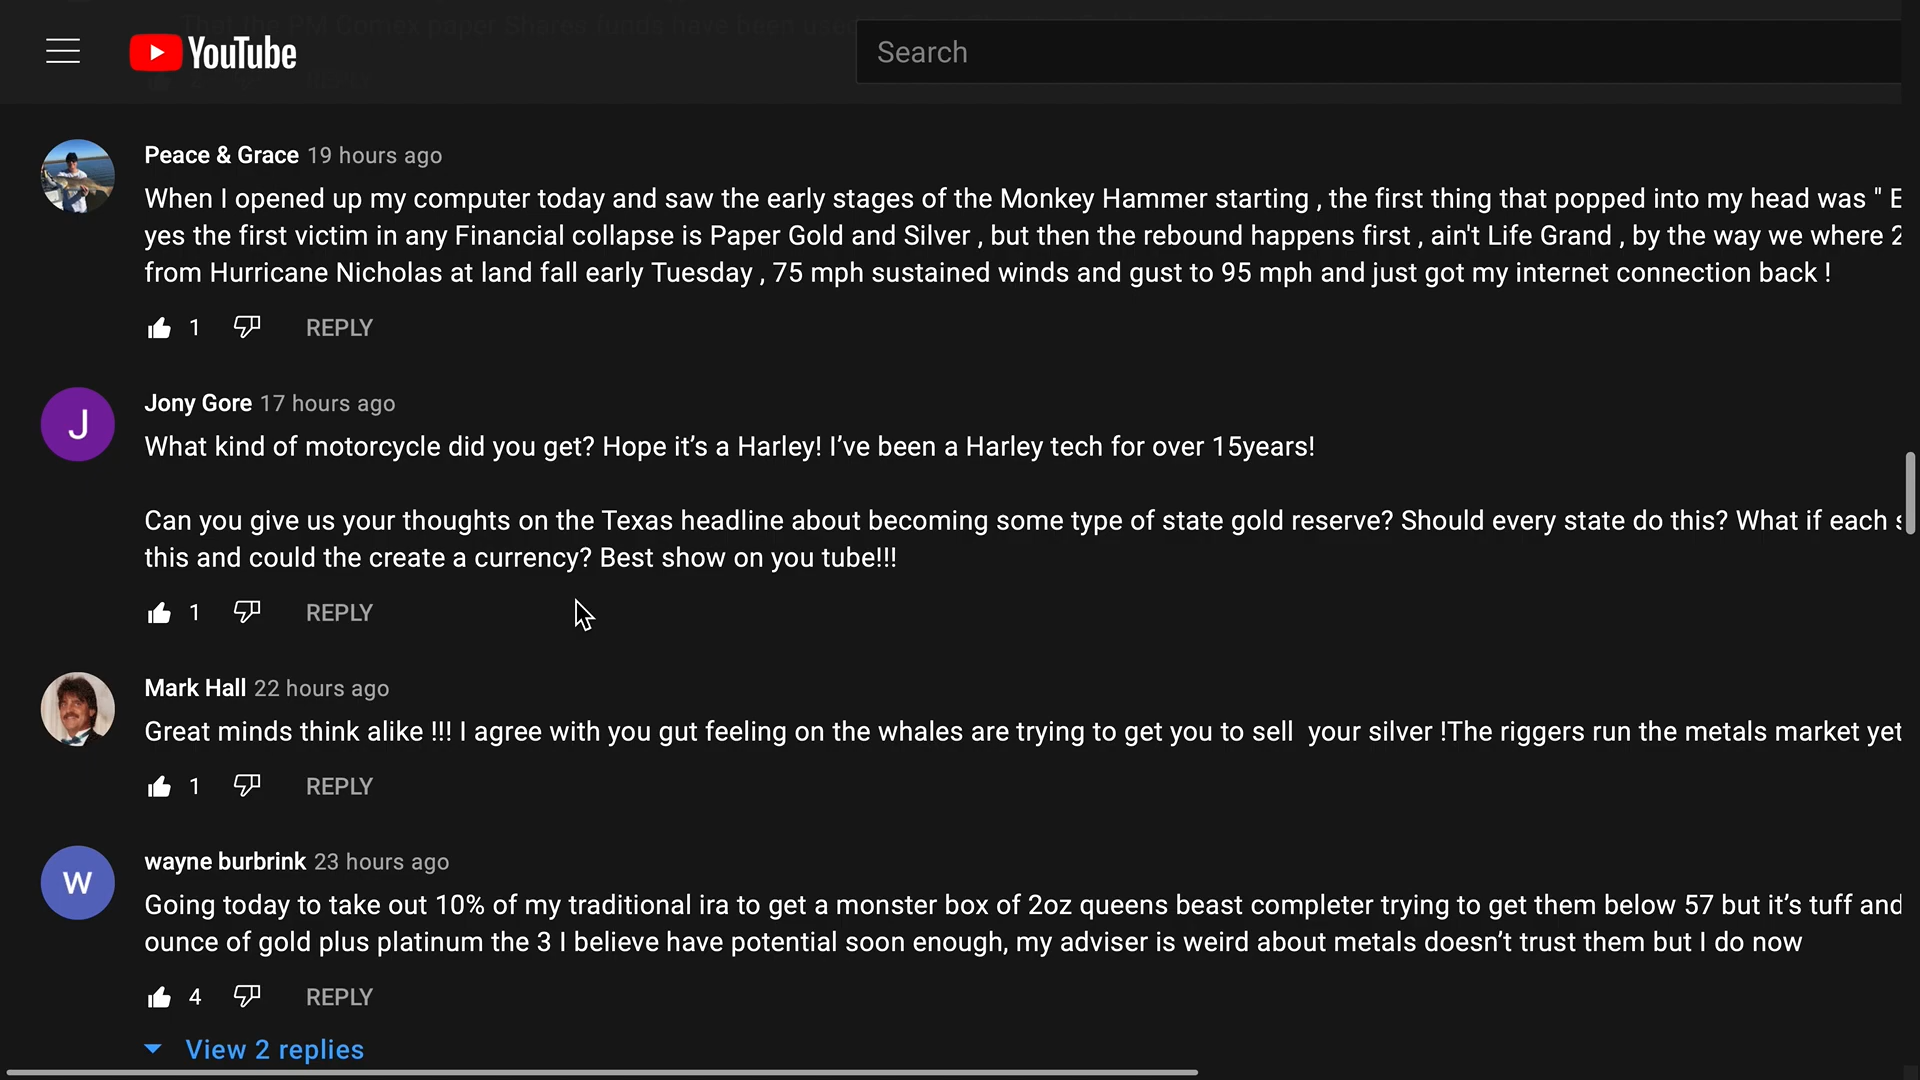 That the PM Comex paper Shares funds have been used
YouTube
Search
REPLY
Peace & Grace 19 hours ago
When I opened up my computer today and saw the early stages of the Monkey Hammer starting , the first thing that popped into my head was "
yes the first victim in any Financial collapse is Paper Gold and Silver , but then the rebound happens first , ain't Life Grand , by the way we where 2
from Hurricane Nicholas at land fall early Tuesday , 75 mph sustained winds and gust to 95 mph and just got my internet connection back !
1 REPLY
J
Jony Gore 17 hours ago
What kind of motorcycle did you get? Hope it’s a Harley! I’ve been a Harley tech for over 15years!
Can you give us your thoughts on the Texas headline about becoming some type of state gold reserve? Should every state do this? What if each
this and could the create a currency? Best show on you tube!!!
1 REPLY
Mark Hall 22 hours ago
Great minds think alike !!! I agree with you gut feeling on the whales are trying to get you to sell  your silver !The riggers run the metals market yet
1 REPLY
W
wayne burbrink 23 hours ago
Going today to take out 10% of my traditional ira to get a monster box of 2oz queens beast completer trying to get them below 57 but it’s tuff and
ounce of gold plus platinum the 3 I believe have potential soon enough, my adviser is weird about metals doesn’t trust them but I do now
4 REPLY
View 2 replies